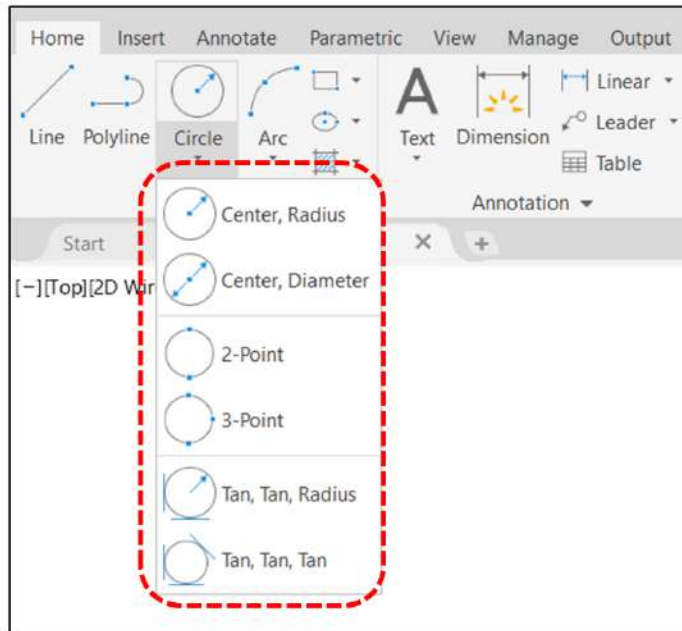 Home Insert Annotate Parametric View Manage Output
Line Polyline Circle Arc Text Dimension Linear
Leader
Table
Annotation
Start
[−][Top][2D Wir
Center, Radius
Center, Diameter
2-Point
3-Point
Tan, Tan, Radius
Tan, Tan, Tan